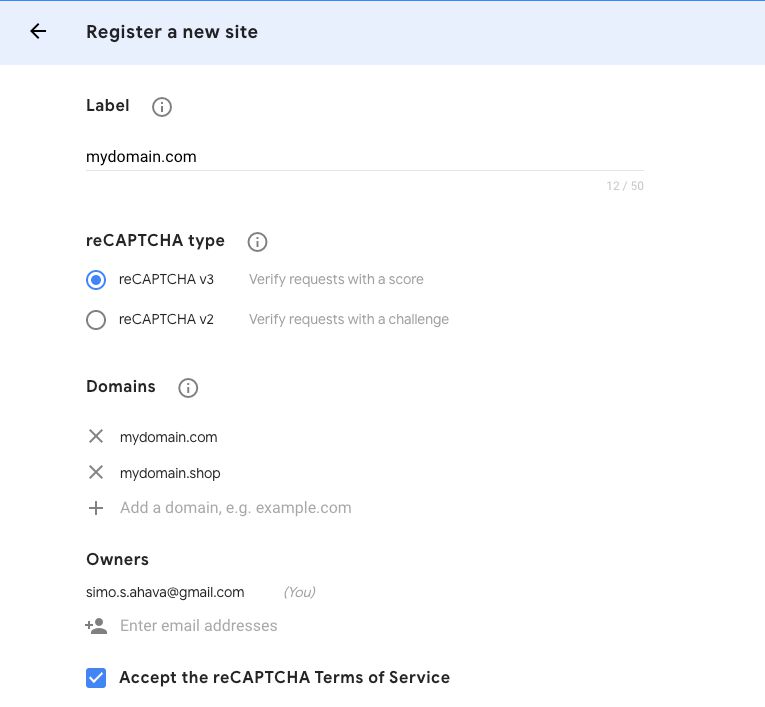 Register a new site
Label
mydomain.com
12 / 50
reCAPTCHA type
reCAPTCHA v3 Verify requests with a score
reCAPTCHA v2 Verify requests with a challenge
Domains
mydomain.com
mydomain.shop
Add a domain, e.g. example.com
Owners
simo.s.ahava@gmail.com (You)
Enter email addresses
Accept the reCAPTCHA Terms of Service